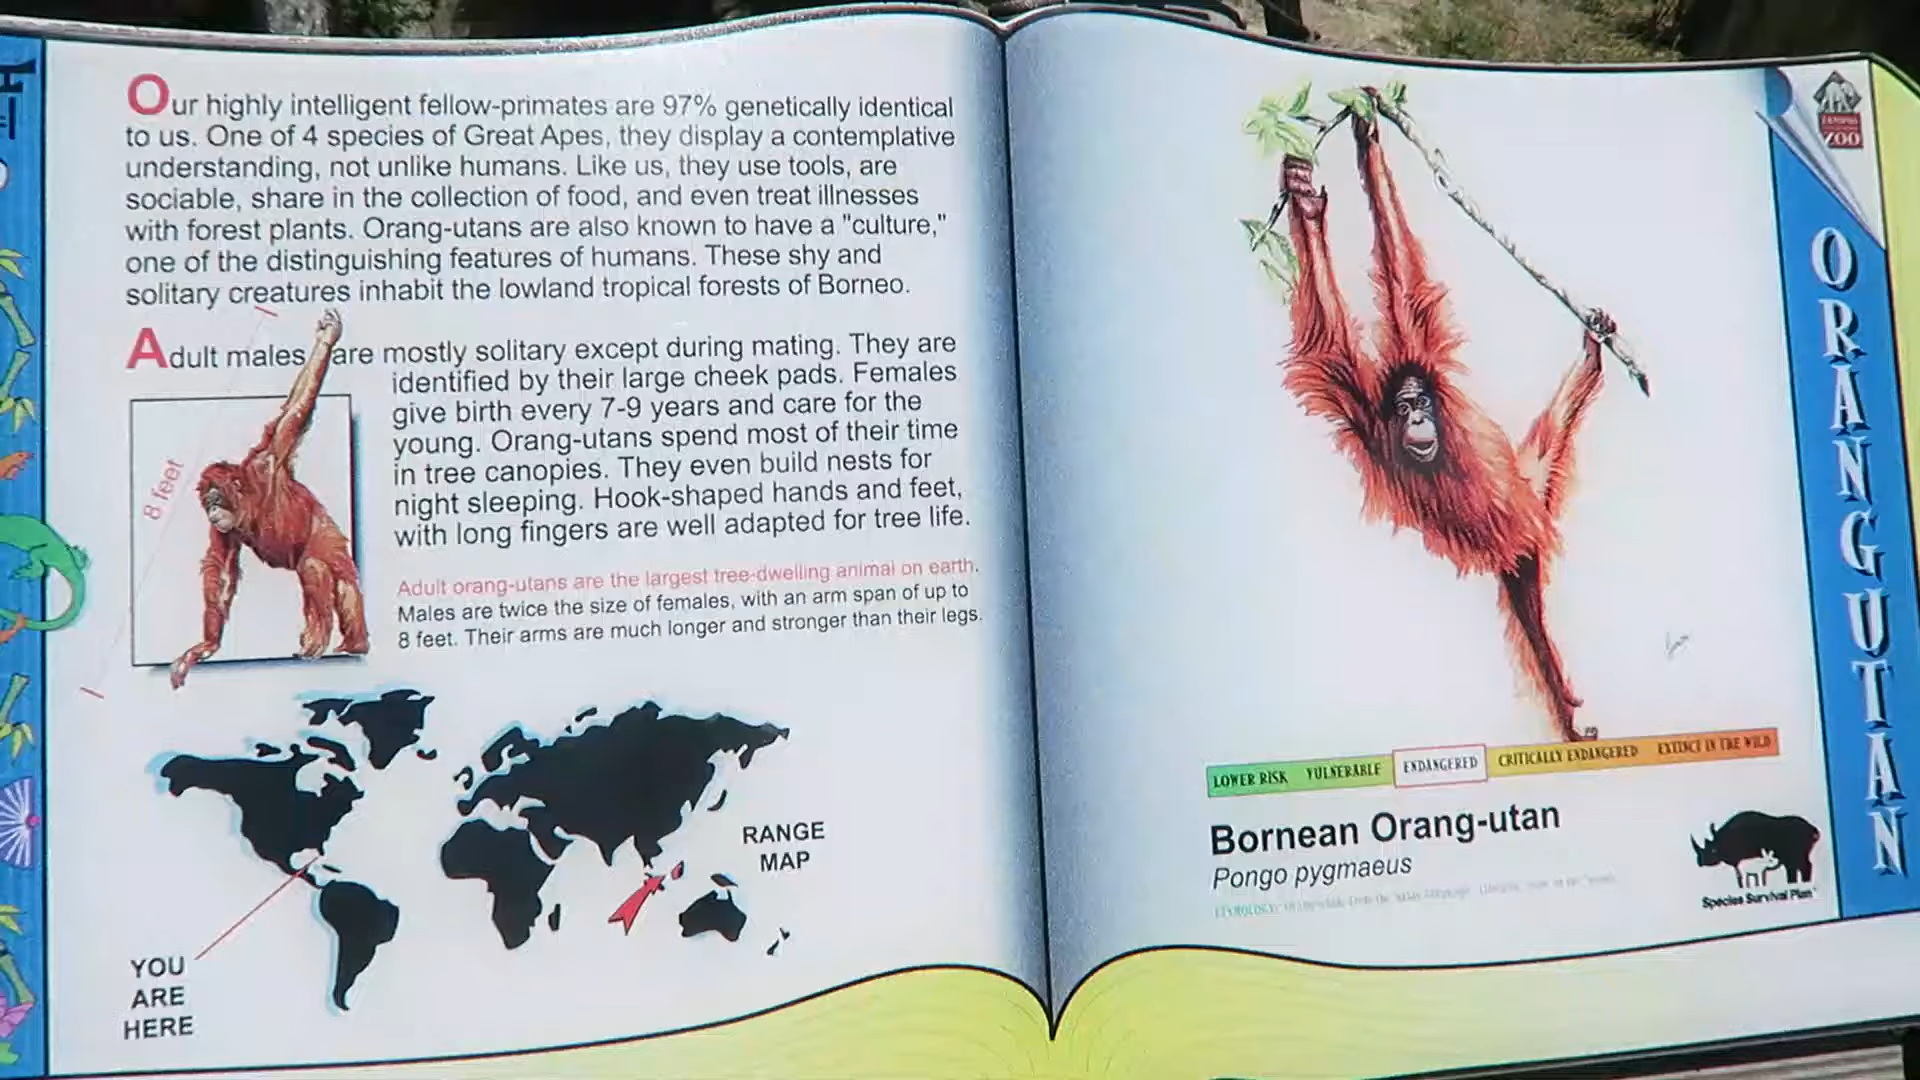 Our highly intelligent fellow-primates are 97% genetically identical
to us. One of 4 species of Great Apes, they display a contemplative
understanding, not unlike humans. Like us, they use tools, are
sociable, share in the collection of food, and even treat illnesses
with forest plants. Orang-utans are also known to have a "culture,"
one of the distinguishing features of humans. These shy and
solitary creatures inhabit the lowland tropical forests of Borneo.
Adult males are mostly solitary except during mating. They are
identified by their large cheek pads. Females
give birth every 7-9 years and care for the
young. Orang-utans spend most of their time
in tree canopies. They even build nests for
night sleeping. Hook-shaped hands and feet,
with long fingers are well adapted for tree life.
8 feet
Adult orang-utans are the largest tree-dwelling animal on earth.
Males are twice the size of females, with an arm span of up to
8 feet. Their arms are much longer and stronger than their legs.
RANGE
MAP
YOU
ARE
HERE
ZOO
ORANGUTAN
LOWER RISK VULNERABLE ENDANGERED CRITICALLY ENDANGERED EXTINCT IN THE WILD
Bornean Orang-utan
Pongo pygmaeus
Species Survival Plan